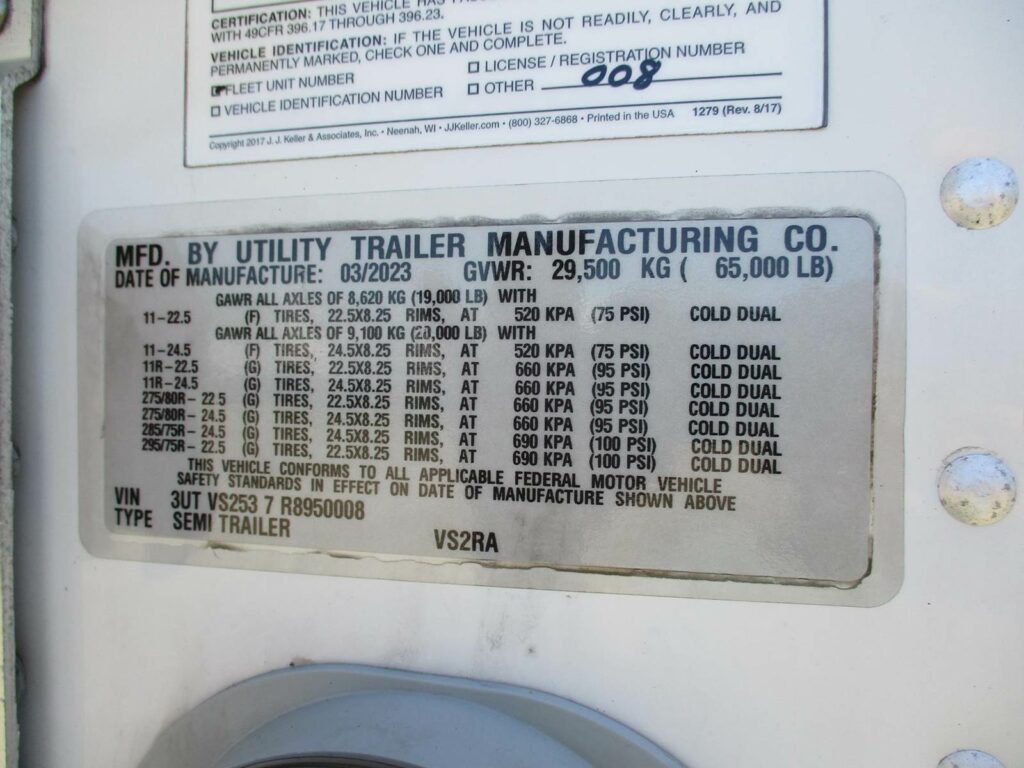 CERTIFICATION: THIS VEHICLE HAS
WITH 49CFR 396.17 THROUGH 396.23.
VEHICLE IDENTIFICATION: IF THE VEHICLE IS NOT READILY, CLEARLY, AND
PERMANENTLY MARKED, CHECK ONE AND COMPLETE.
FLEET UNIT NUMBER
LICENSE / REGISTRATION NUMBER
VEHICLE IDENTIFICATION NUMBER
OTHER 008
Copyright 2017 J. J. Keller & Associates, Inc. • Neenah, WI • JJKeller.com • (800) 327-6868 • Printed in the USA 1279 (Rev. 8/17)
MFD. BY UTILITY TRAILER MANUFACTURING CO.
DATE OF MANUFACTURE: 03/2023 GVWR: 29,500 KG ( 65,000 LB)
GAWR ALL AXLES OF 8,620 KG (19,000 LB) WITH
11-22.5 (F) TIRES, 22.5X8.25 RIMS, AT 520 KPA (75 PSI) COLD DUAL
GAWR ALL AXLES OF 9,100 KG (20,000 LB) WITH
11-24.5 (F) TIRES, 24.5X8.25 RIMS, AT 520 KPA (75 PSI) COLD DUAL
11R-22.5 (G) TIRES, 22.5X8.25 RIMS, AT 660 KPA (95 PSI) COLD DUAL
11R-24.5 (G) TIRES, 24.5X8.25 RIMS, AT 660 KPA (95 PSI) COLD DUAL
275/80R-22.5 (G) TIRES, 22.5X8.25 RIMS, AT 660 KPA (95 PSI) COLD DUAL
275/80R-24.5 (G) TIRES, 24.5X8.25 RIMS, AT 660 KPA (95 PSI) COLD DUAL
285/75R-24.5 (G) TIRES, 24.5X8.25 RIMS, AT 690 KPA (100 PSI) COLD DUAL
295/75R-22.5 (G) TIRES, 22.5X8.25 RIMS, AT 690 KPA (100 PSI) COLD DUAL
THIS VEHICLE CONFORMS TO ALL APPLICABLE FEDERAL MOTOR VEHICLE
SAFETY STANDARDS IN EFFECT ON DATE OF MANUFACTURE SHOWN ABOVE
VIN 3UT VS253 7 R8950008
TYPE SEMI TRAILER VS2RA